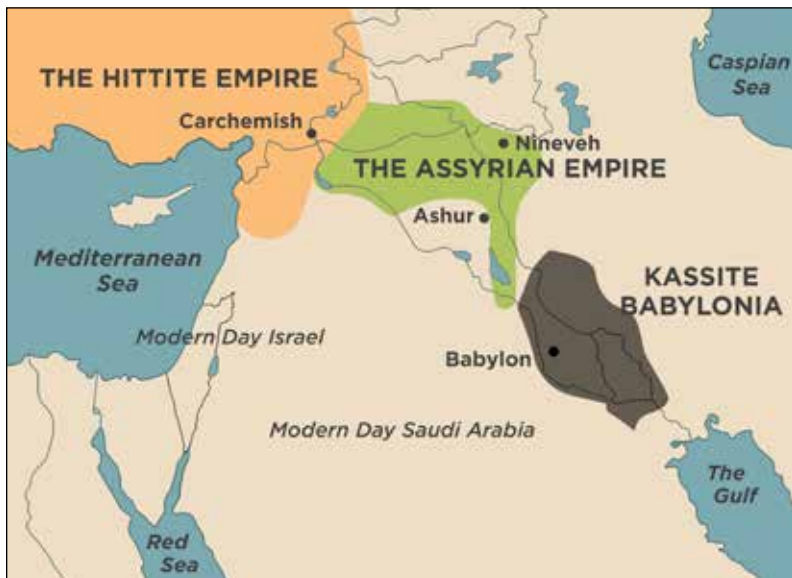 THE HITTITE EMPIRE
Caspian
Sea
Carchemish
Nineveh
THE ASSYRIAN EMPIRE
Ashur
Mediterranean
Sea
KASSITE
BABYLONIA
Modern Day Israel
Babylon
Modern Day Saudi Arabia
The
Gulf
Red
Sea